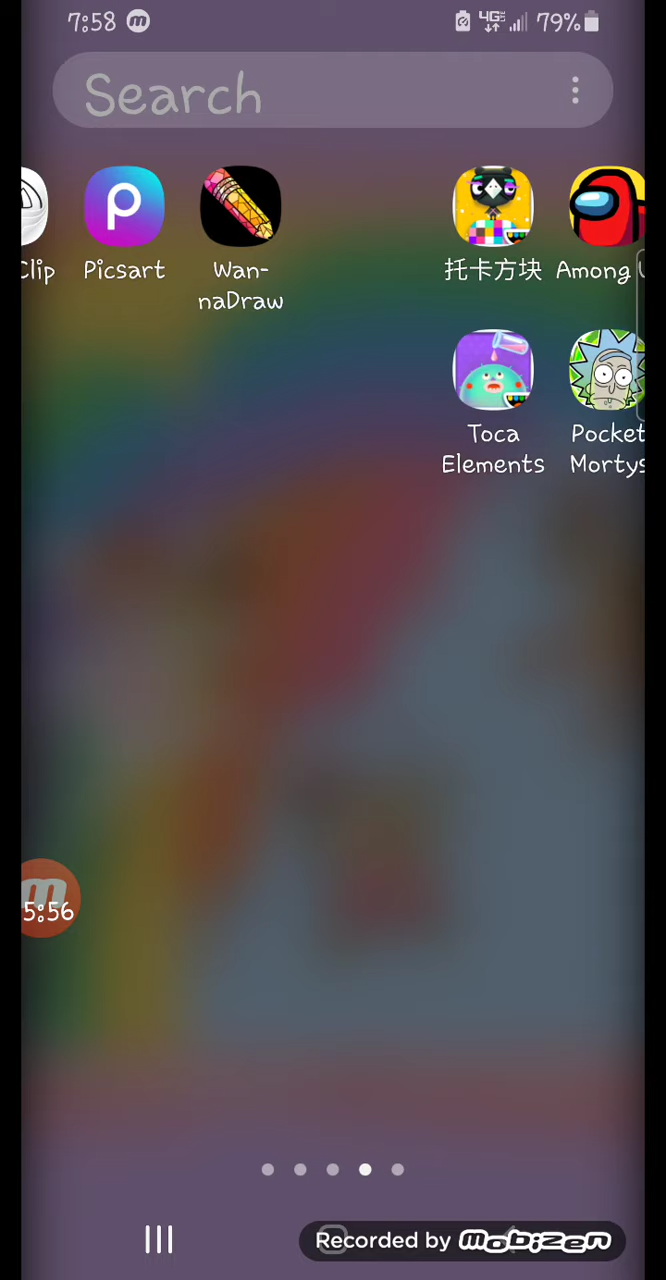 7:58 m 4G 79%
Search
Clip Picsart Wan-
naDraw
托卡方块 Among U
Toca
Elements
Pocket
Mortys
m
5:56
Recorded by mobizen